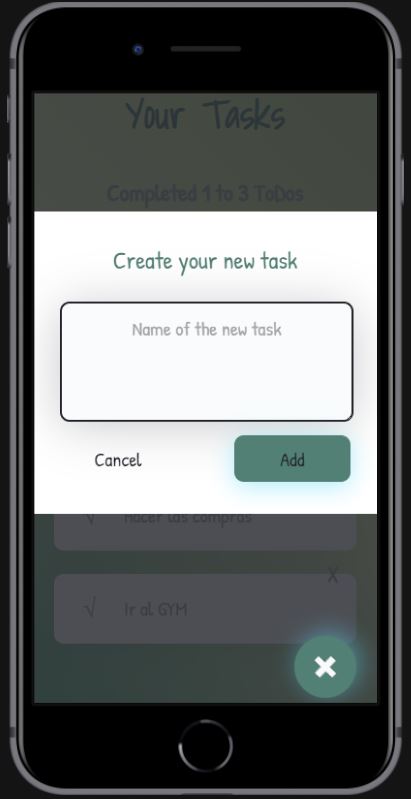 Your Tasks
Completed 1 to 3 ToDos
Create your new task
Name of the new task
Cancel
Add
√ Hacer las compras
X
√ Ir al GYM